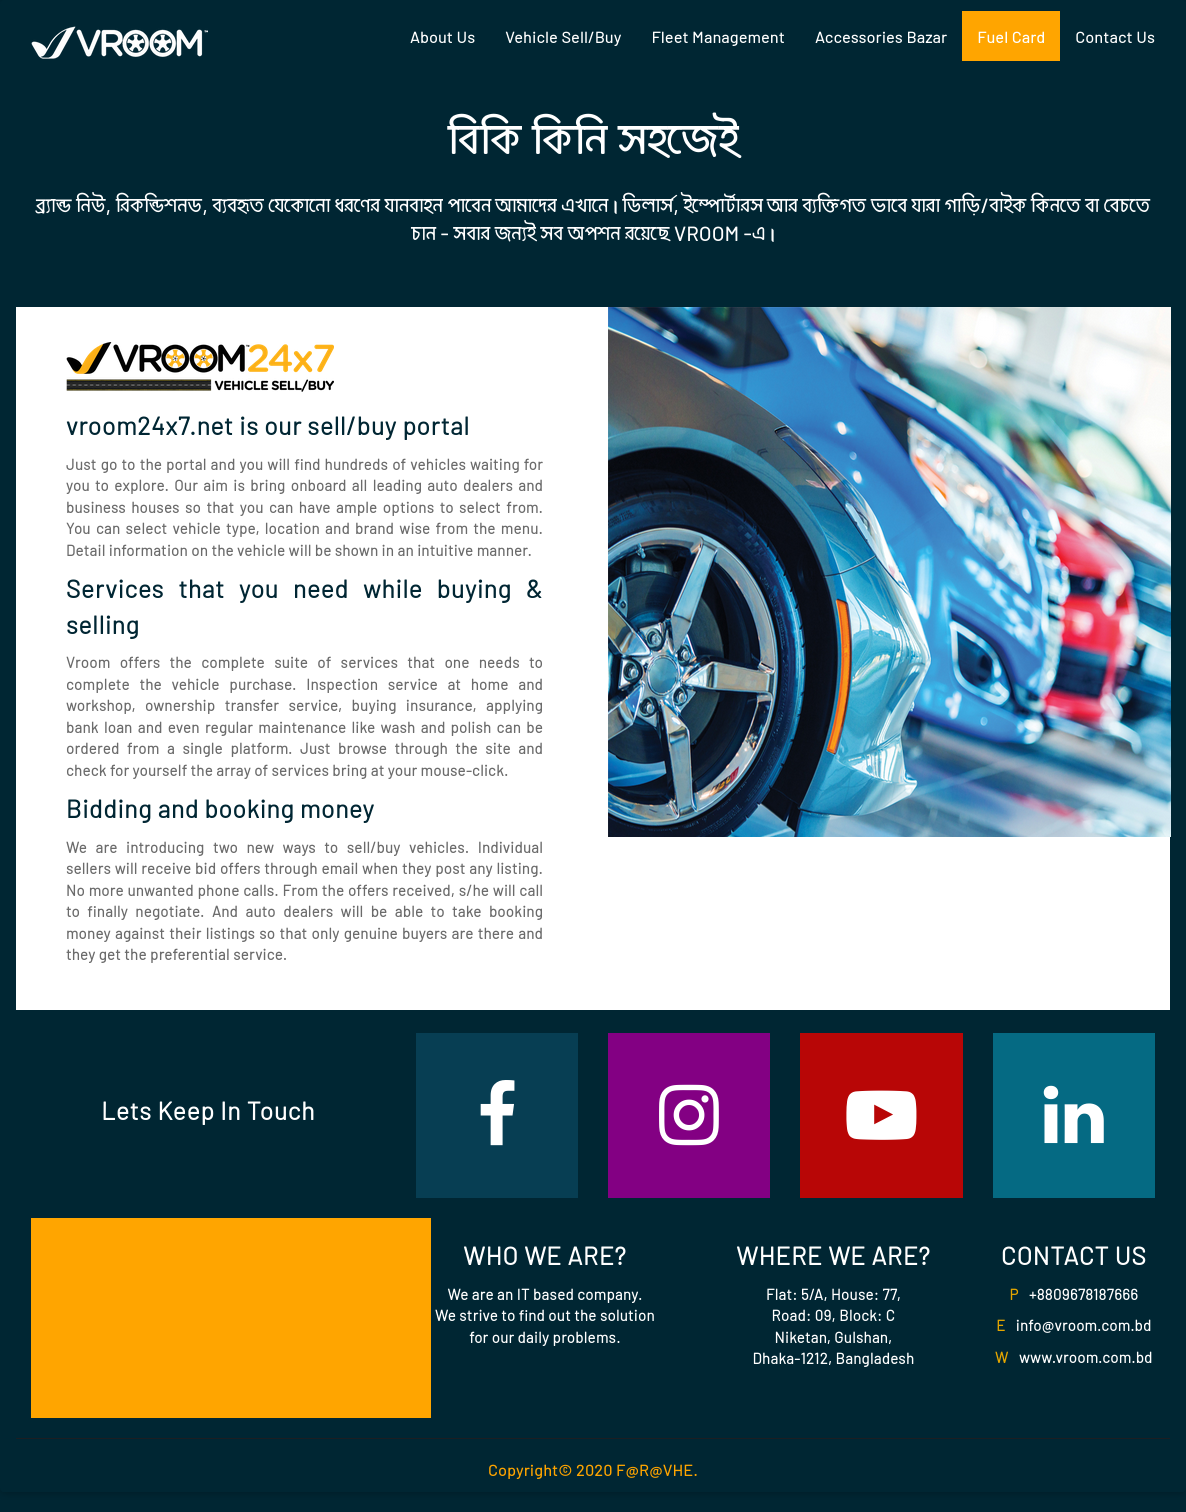 VROOM™
About Us
Vehicle Sell/Buy
Fleet Management
Accessories Bazar
Fuel Card
Contact Us
বিকি কিনি সহজেই
ব্র্যান্ড নিউ, রিকন্ডিশনড, ব্যবহৃত যেকোনো ধরণের যানবাহন পাবেন আমাদের এখানে। ডিলার্স, ইম্পোর্টারস আর ব্যক্তিগত ভাবে যারা গাড়ি/বাইক কিনতে বা বেচতে
চান - সবার জন্যই সব অপশন রয়েছে VROOM -এ।
VROOM™24x7
VEHICLE SELL/BUY
vroom24x7.net is our sell/buy portal
Just go to the portal and you will find hundreds of vehicles waiting for
you to explore. Our aim is bring onboard all leading auto dealers and
business houses so that you can have ample options to select from.
You can select vehicle type, location and brand wise from the menu.
Detail information on the vehicle will be shown in an intuitive manner.
Services that you need while buying &
selling
Vroom offers the complete suite of services that one needs to
complete the vehicle purchase. Inspection service at home and
workshop, ownership transfer service, buying insurance, applying
bank loan and even regular maintenance like wash and polish can be
ordered from a single platform. Just browse through the site and
check for yourself the array of services bring at your mouse-click.
Bidding and booking money
We are introducing two new ways to sell/buy vehicles. Individual
sellers will receive bid offers through email when they post any listing.
No more unwanted phone calls. From the offers received, s/he will call
to finally negotiate. And auto dealers will be able to take booking
money against their listings so that only genuine buyers are there and
they get the preferential service.
Lets Keep In Touch
WHO WE ARE?
We are an IT based company.
We strive to find out the solution
for our daily problems.
WHERE WE ARE?
Flat: 5/A, House: 77,
Road: 09, Block: C
Niketan, Gulshan,
Dhaka-1212, Bangladesh
CONTACT US
P +8809678187666
E info@vroom.com.bd
W www.vroom.com.bd
Copyright© 2020 F@R@VHE.